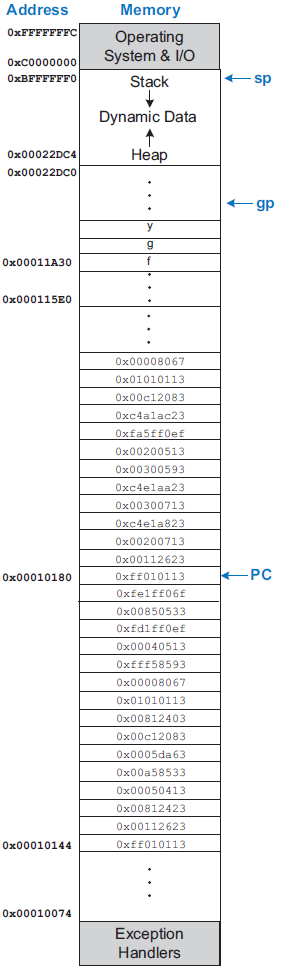 Address Memory
0xFFFFFFFC Operating
System & I/O
0xC0000000
0xBFFFFFF0 Stack sp
Dynamic Data
0x00022DC4 Heap
0x00022DC0
gp
y
g
0x00011A30 f
0x000115E0
0x00008067
0x01010113
0x00c12083
0xc4a1ac23
0xfa5ff0ef
0x00200513
0x00300593
0xc4e1aa23
0x00300713
0xc4e1a823
0x00200713
0x00112623
0x00010180 0xff010113 PC
0xfe1ff06f
0x00850533
0xfd1ff0ef
0x00040513
0xfff58593
0x00008067
0x01010113
0x00812403
0x00c12083
0x0005da63
0x00a58533
0x00050413
0x00812423
0x00112623
0x00010144 0xff010113
0x00010074
Exception
Handlers